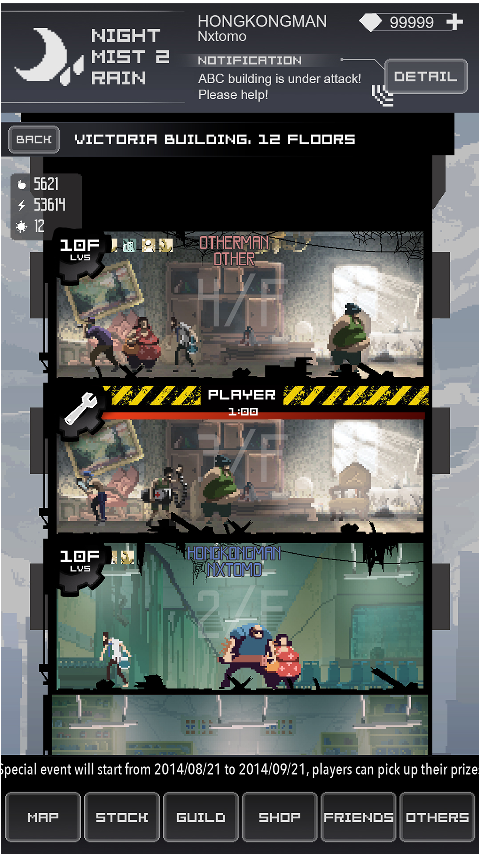 NIGHT
MIST 2
RAIN
HONGKONGMAN
Nxtomo
99999
NOTIFICATION
ABC building is under attack!
Please help!
DETAIL
BACK
VICTORIA BUILDING, 12 FLOORS
5621
53614
12
10F
LV5
OTHERMAN
OTHER
4/F
PLAYER
1:00
3/F
10F
LV5
HONGKONGMAN
NXTOMO
2/F
Special event will start from 2014/08/21 to 2014/09/21, players can pick up their prize
MAP
STOCK
GUILD
SHOP
FRIENDS
OTHERS